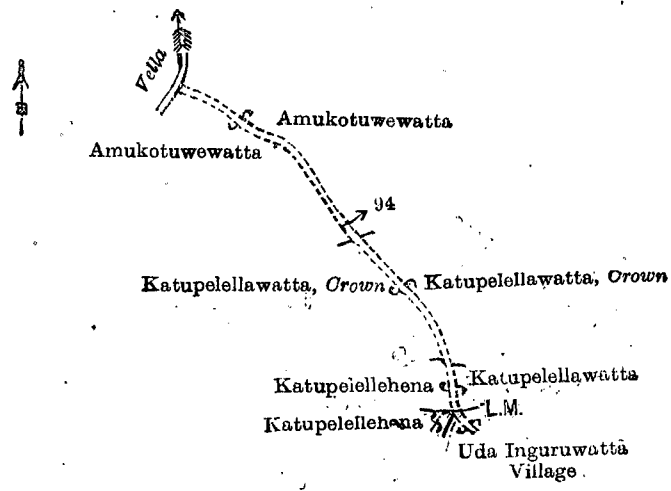 Vella
Amukotuwewatta
Amukotuwewatta
94
Katupelellawatta, Crown
Katupelellawatta, Crown
Katupelellehena
Katupelellawatta
Katupelellehena
L.M.
Uda Inguruwatta
Village